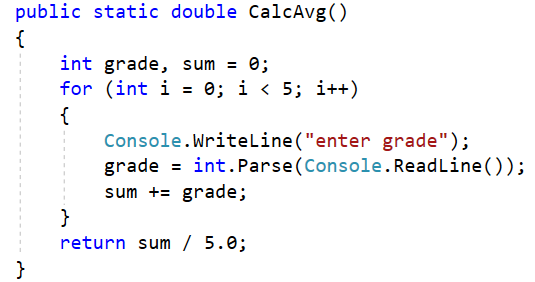 public static double CalcAvg()
{
    int grade, sum = 0;
    for (int i = 0; i < 5; i++)
    {
        Console.WriteLine("enter grade");
        grade = int.Parse(Console.ReadLine());
        sum += grade;
    }
    return sum / 5.0;
}